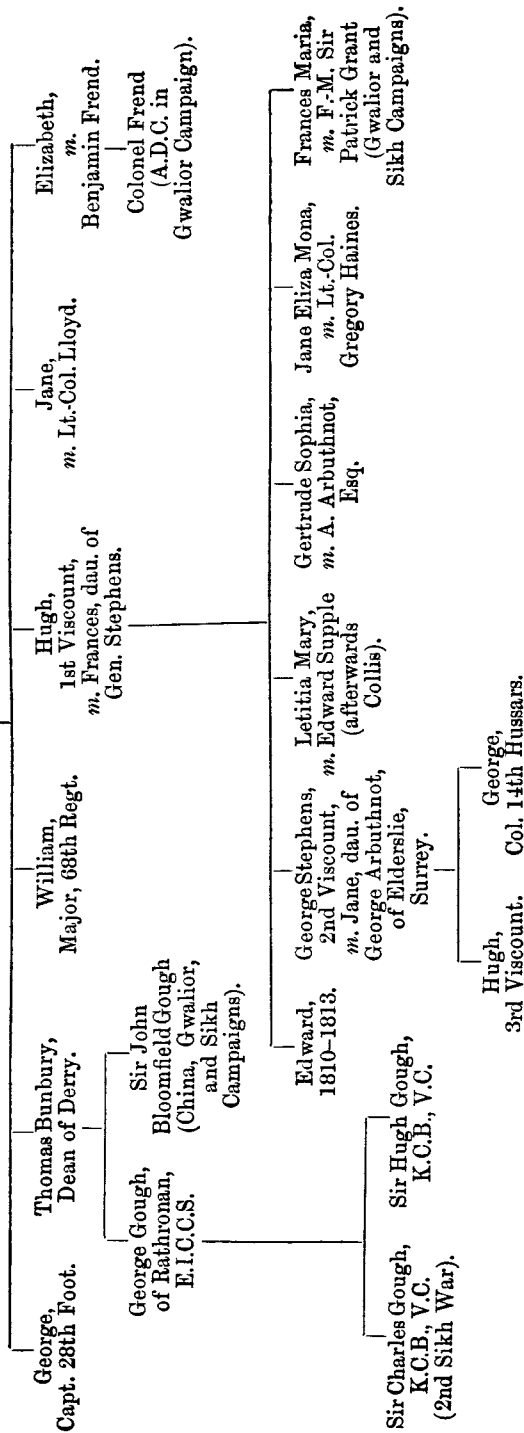 George,
Capt. 28th Foot.
Thomas Bunbury,
Dean of Derry.
William,
Major, 68th Regt.
Hugh,
1st Viscount,
m. Frances, dau. of
Gen. Stephens.
Jane,
m. Lt.-Col. Lloyd.
Elizabeth,
m.
Benjamin Frend.
Colonel Frend
(A.D.C. in
Gwalior Campaign).
George Gough,
of Rathronan,
E.I.C.C.S.
Sir John
Bloomfield Gough
(China, Gwalior,
and Sikh
Campaigns).
Edward,
1810–1813.
George Stephens,
2nd Viscount,
m. Jane, dau. of
George Arbuthnot,
of Elderslie,
Surrey.
Letitia Mary,
m. Edward Supple
(afterwards
Collis).
Gertrude Sophia,
m. A. Arbuthnot,
Esq.
Jane Eliza Mona,
m. Lt.-Col.
Gregory Haines.
Frances Maria,
m. F.-M. Sir
Patrick Grant
(Gwalior and
Sikh Campaigns).
Sir Charles Gough,
K.C.B., V.C.
(2nd Sikh War).
Sir Hugh Gough,
K.C.B., V.C.
Hugh,
3rd Viscount.
George,
Col. 14th Hussars.